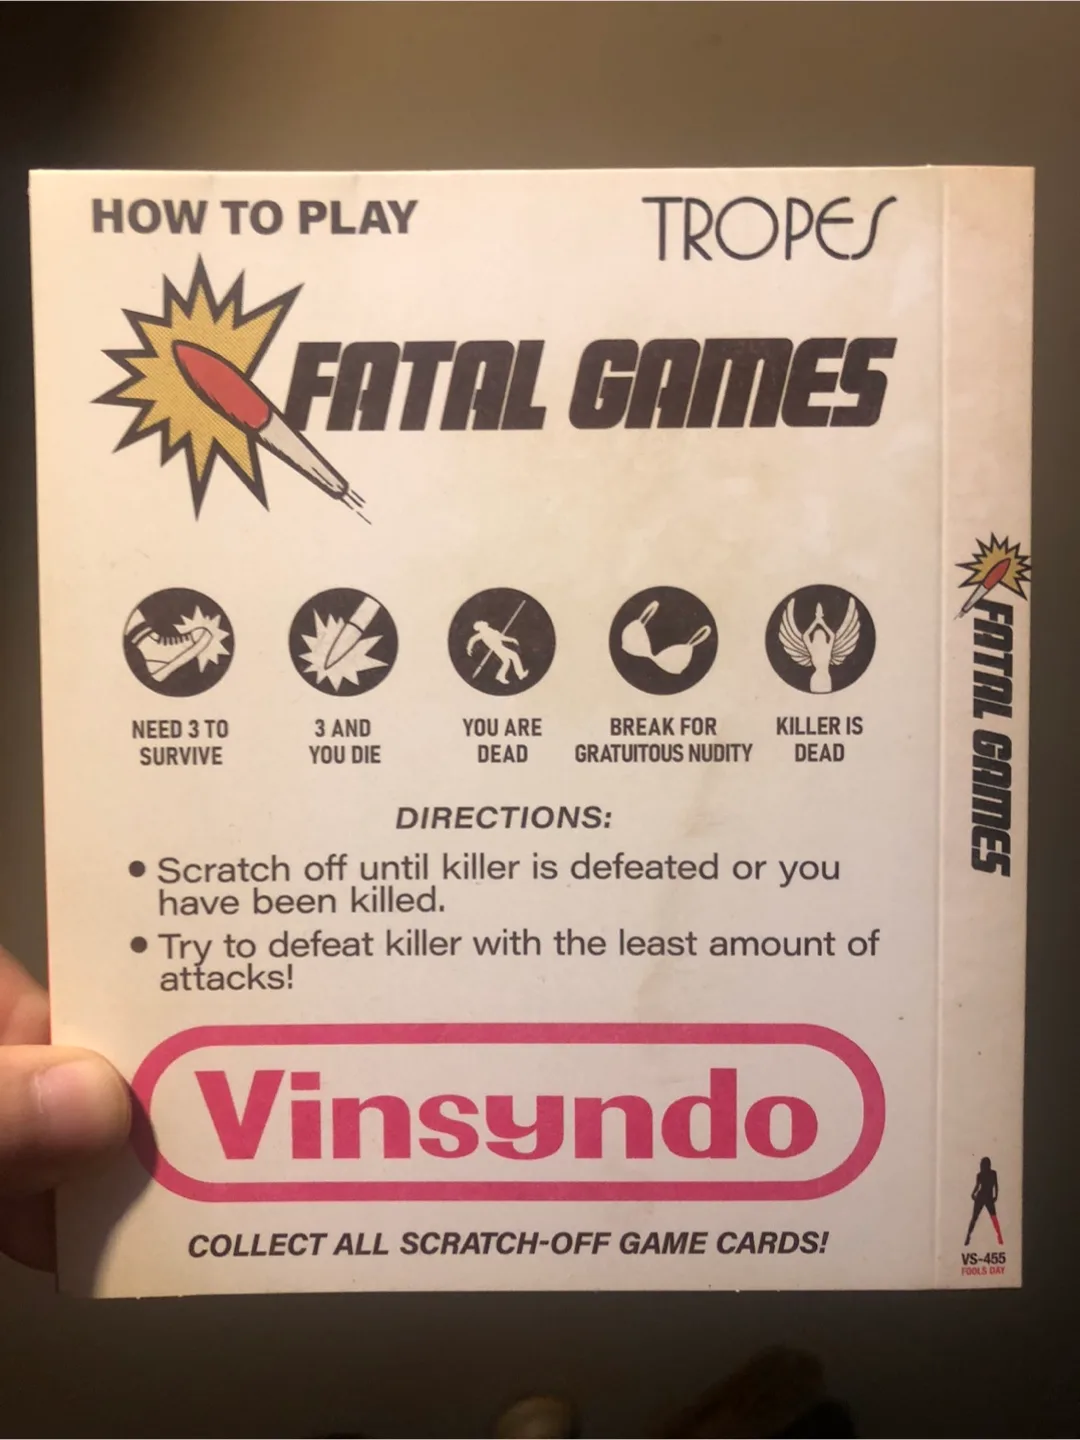 HOW TO PLAY
TROPES
FATAL GAMES
NEED 3 TO
SURVIVE
3 AND
YOU DIE
YOU ARE
DEAD
BREAK FOR
GRATUITOUS NUDITY
KILLER IS
DEAD
DIRECTIONS:
• Scratch off until killer is defeated or you
have been killed.
• Try to defeat killer with the least amount of
attacks!
Vinsyndo
COLLECT ALL SCRATCH-OFF GAME CARDS!
FATAL GAMES
VS-455
FOOLS DAY